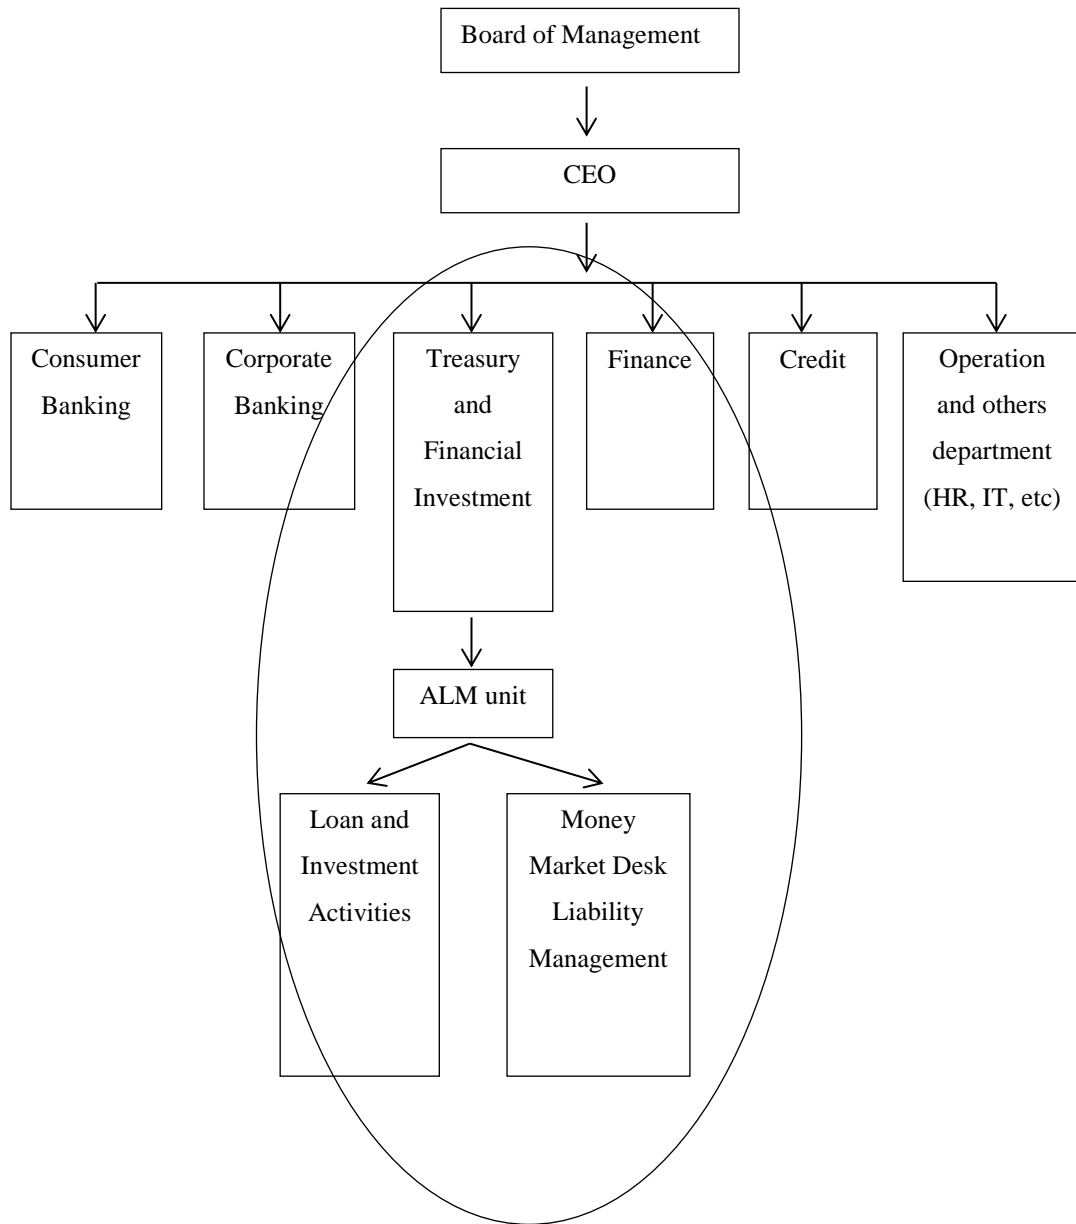 Board of Management
CEO
Consumer
Banking
Corporate
Banking
Treasury
and
Financial
Investment
Finance
Credit
Operation
and others
department
(HR, IT, etc)
ALM unit
Loan and
Investment
Activities
Money
Market Desk
Liability
Management